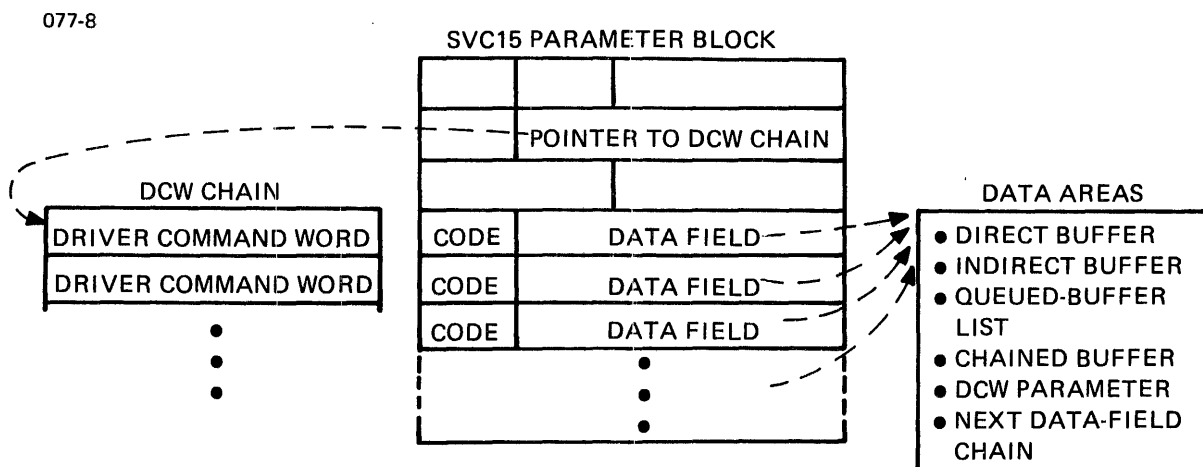 077-8
SVC15 PARAMETER BLOCK
POINTER TO DCW CHAIN
DCW CHAIN
DRIVER COMMAND WORD
DRIVER COMMAND WORD
CODE DATA FIELD
CODE DATA FIELD
CODE DATA FIELD
DATA AREAS
● DIRECT BUFFER
● INDIRECT BUFFER
● QUEUED-BUFFER
LIST
● CHAINED BUFFER
● DCW PARAMETER
● NEXT DATA-FIELD
CHAIN